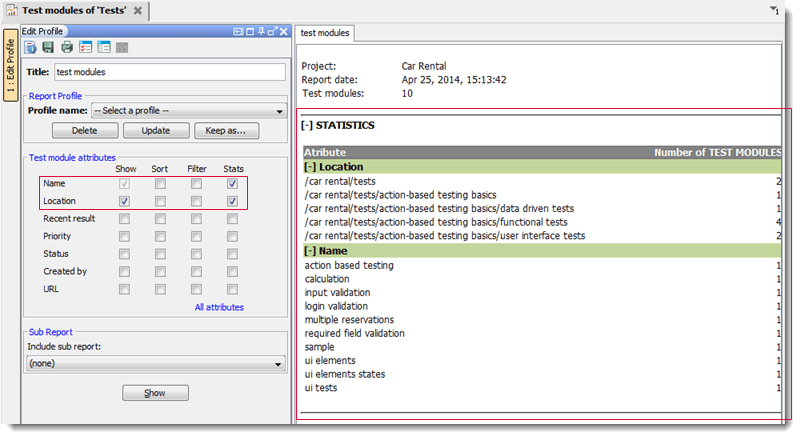 Test modules of 'Tests'
1
1 : Edit Profile
Edit Profile
Title: test modules
Report Profile
Profile name: -- Select a profile --
Delete Update Keep as...
Test module attributes
Show Sort Filter Stats
Name
Location
Recent result
Priority
Status
Created by
URL
All attributes
Sub Report
Include sub report:
(none)
Show
test modules
Project: Car Rental
Report date: Apr 25, 2014, 15:13:42
Test modules: 10
[-] STATISTICS
Atribute Number of TEST MODULES
[-] Location
/car rental/tests 2
/car rental/tests/action-based testing basics 1
/car rental/tests/action-based testing basics/data driven tests 1
/car rental/tests/action-based testing basics/functional tests 4
/car rental/tests/action-based testing basics/user interface tests 2
[-] Name
action based testing 1
calculation 1
input validation 1
login validation 1
multiple reservations 1
required field validation 1
sample 1
ui elements 1
ui elements states 1
ui tests 1